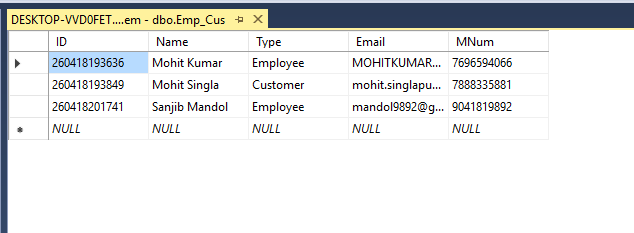 DESKTOP-VVD0FET....em - dbo.Emp_Cus
ID Name Type Email MNum
260418193636 Mohit Kumar Employee MOHITKUMAR... 7696594066
260418193849 Mohit Singla Customer mohit.singlapu... 7888335881
260418201741 Sanjib Mandol Employee mandol9892@g... 9041819892
NULL NULL NULL NULL NULL